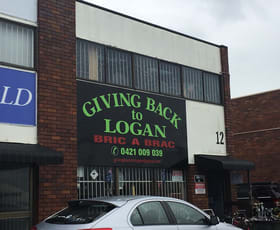 LD
GIVING BACK
to
LOGAN
BRIC A BRAC
0421 009 039
12